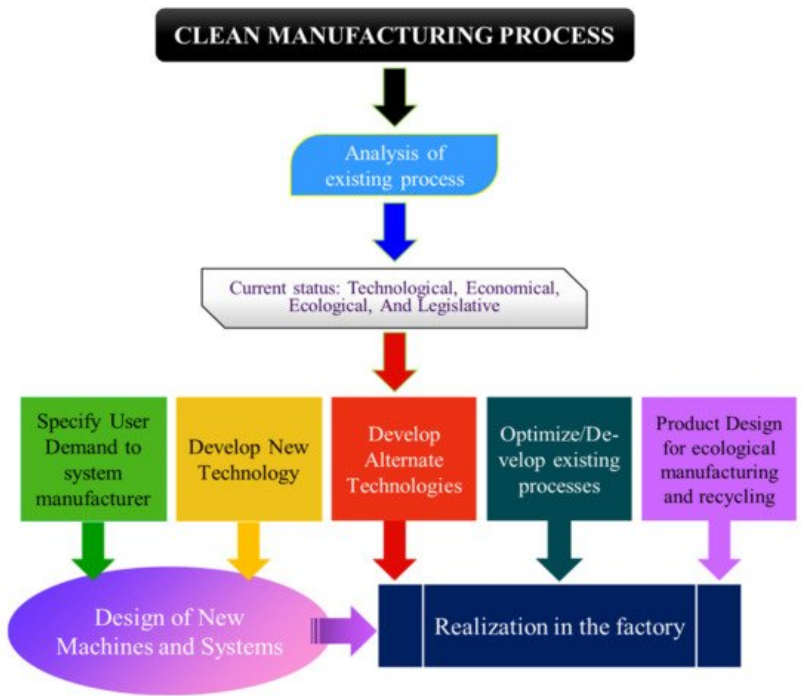 CLEAN MANUFACTURING PROCESS
Analysis of
existing process
Current status: Technological, Economical,
Ecological, And Legislative
Specify User
Demand to
system
manufacturer
Develop New
Technology
Develop
Alternate
Technologies
Optimize/De-
velop existing
processes
Product Design
for ecological
manufacturing
and recycling
Design of New
Machines and Systems
Realization in the factory